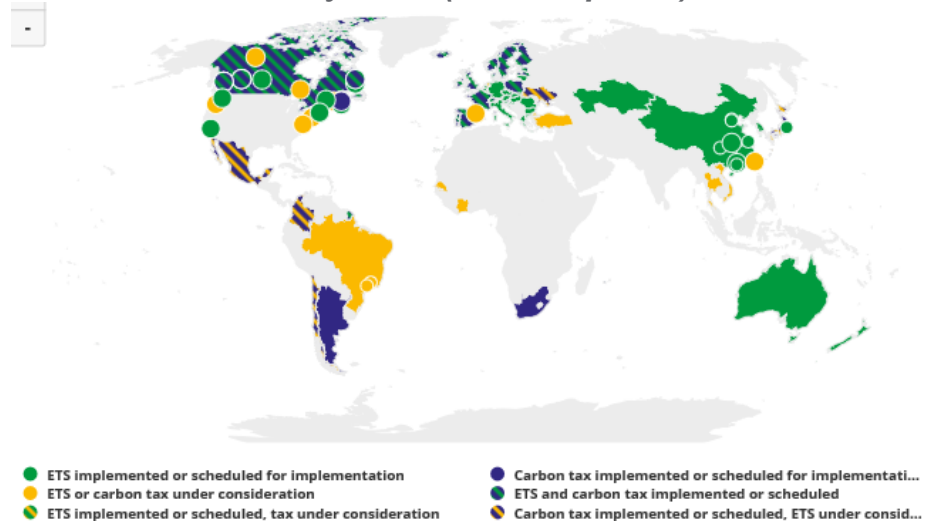 -
ETS implemented or scheduled for implementation
ETS or carbon tax under consideration
ETS implemented or scheduled, tax under consideration
Carbon tax implemented or scheduled for implementati...
ETS and carbon tax implemented or scheduled
Carbon tax implemented or scheduled, ETS under consid...